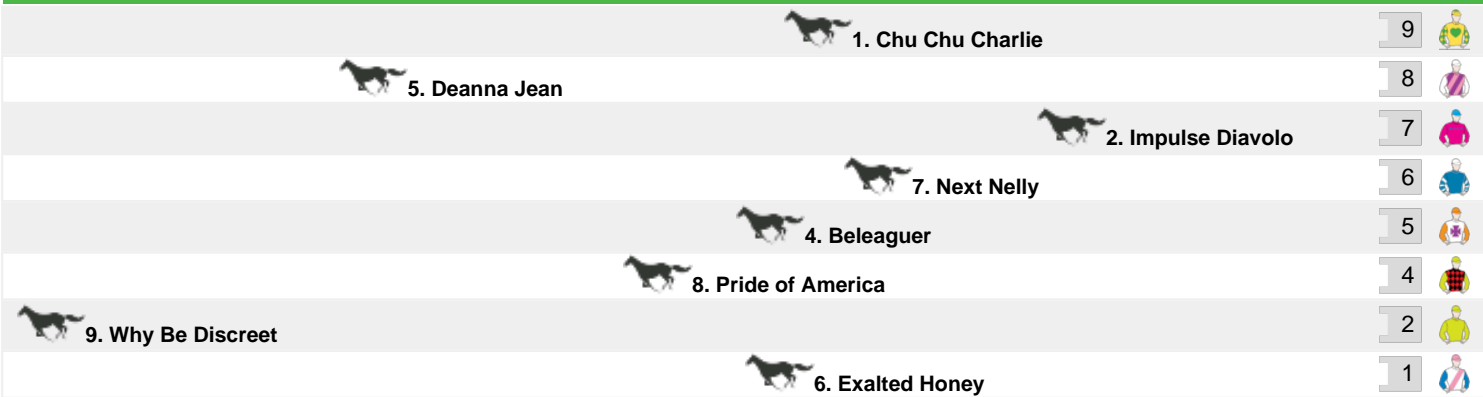 1. Chu Chu Charlie 9
5. Deanna Jean 8
2. Impulse Diavolo 7
7. Next Nelly 6
4. Beleaguer 5
8. Pride of America 4
9. Why Be Discreet 2
6. Exalted Honey 1